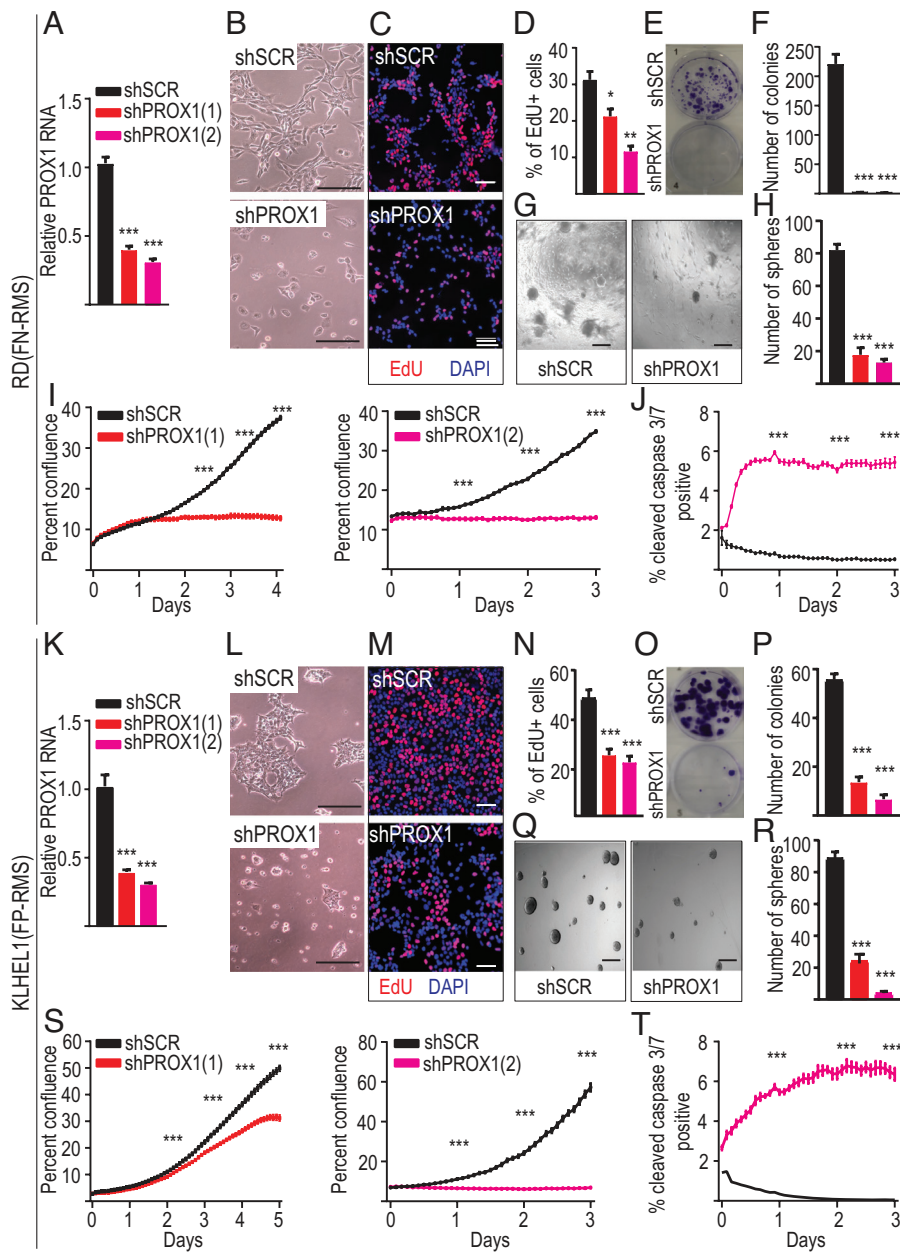 A
B
C
D
E
F
shSCR
shPROX1(1)
shPROX1(2)
Relative PROX1 RNA
1.5
1.0
0.5
***
***
shSCR
shPROX1
shSCR
shPROX1
EdU DAPI
% of EdU+ cells
40
30
20
10
*
**
shSCR
shPROX1
1
4
Number of colonies
250
200
150
100
50
*** ***
G
H
shSCR
shPROX1
Number of spheres
100
80
60
40
20
***
***
RD(FN-RMS)
I
J
Percent confluence
40
30
20
10
shSCR
shPROX1(1)
***
***
***
0 1 2 3 4
Days
Percent confluence
40
30
20
10
shSCR
shPROX1(2)
***
***
***
0 1 2 3
Days
% cleaved caspase 3/7
positive
8
6
4
2
*** *** ***
0 1 2 3
Days
K
L
M
N
O
P
shSCR
shPROX1(1)
shPROX1(2)
Relative PROX1 RNA
1.5
1.0
0.5
***
***
shSCR
shPROX1
shSCR
shPROX1
EdU DAPI
% of EdU+ cells
60
40
20
*** ***
shSCR
shPROX1
Number of colonies
60
40
20
***
***
Q
R
shSCR
shPROX1
Number of spheres
100
80
60
40
20
***
***
KLHEL1(FP-RMS)
S
T
Percent confluence
60
50
40
30
20
10
shSCR
shPROX1(1)
***
***
***
***
0 1 2 3 4 5
Days
Percent confluence
80
60
40
20
0
shSCR
shPROX1(2)
***
***
***
0 1 2 3
Days
% cleaved caspase 3/7
positive
8
6
4
2
*** *** ***
0 1 2 3
Days